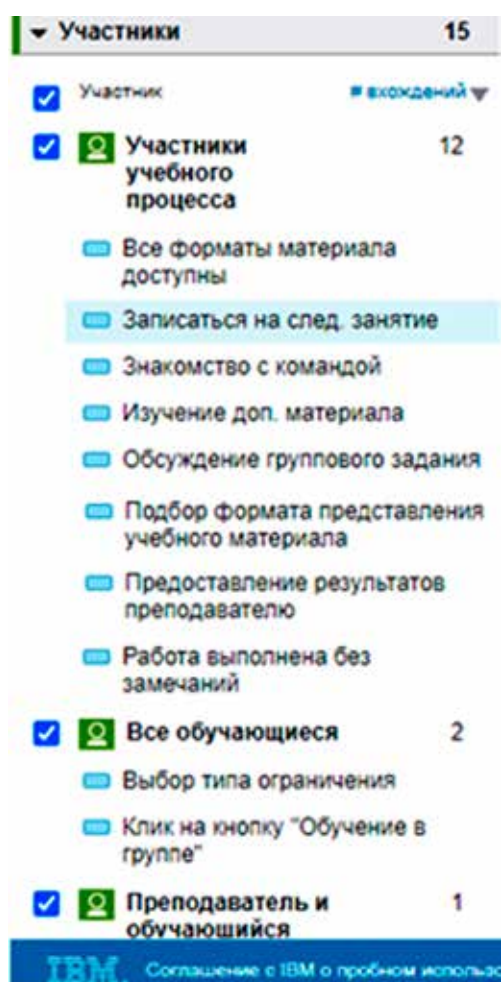 Участники 15
Участник # вхождений
Участники 12
учебного
процесса
Все форматы материала
доступны
Записаться на след. занятие
Знакомство с командой
Изучение доп. материала
Обсуждение группового задания
Подбор формата представления
учебного материала
Предоставление результатов
преподавателю
Работа выполнена без
замечаний
Все обучающиеся 2
Выбор типа ограничения
Клик на кнопку "Обучение в
группе"
Преподаватель и 1
обучающийся
IBM. Соглашение с IBM о пробном использо